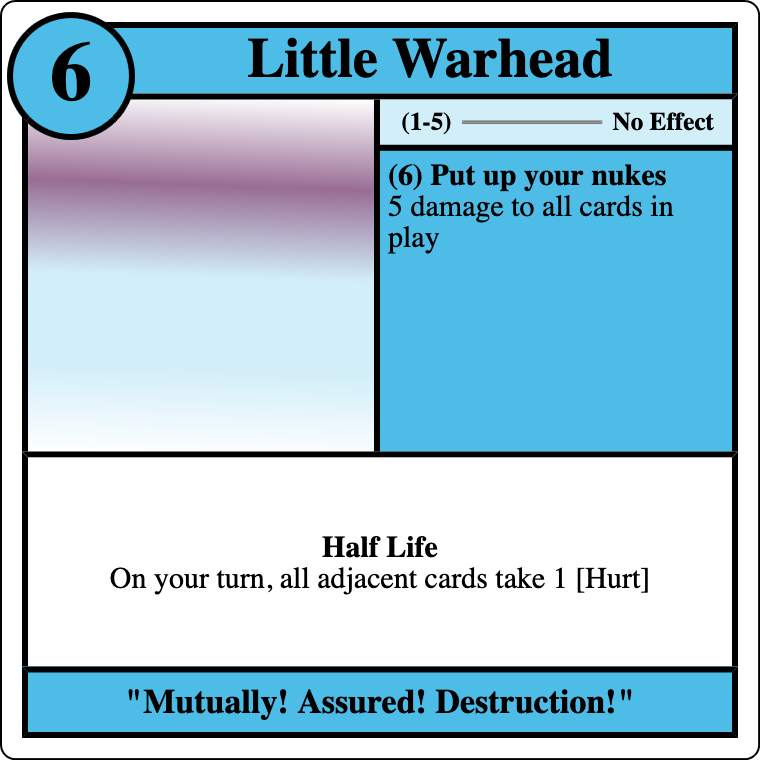 6
Little Warhead
(1-5) No Effect
(6) Put up your nukes
5 damage to all cards in
play
Half Life
On your turn, all adjacent cards take 1 [Hurt]
"Mutually! Assured! Destruction!"